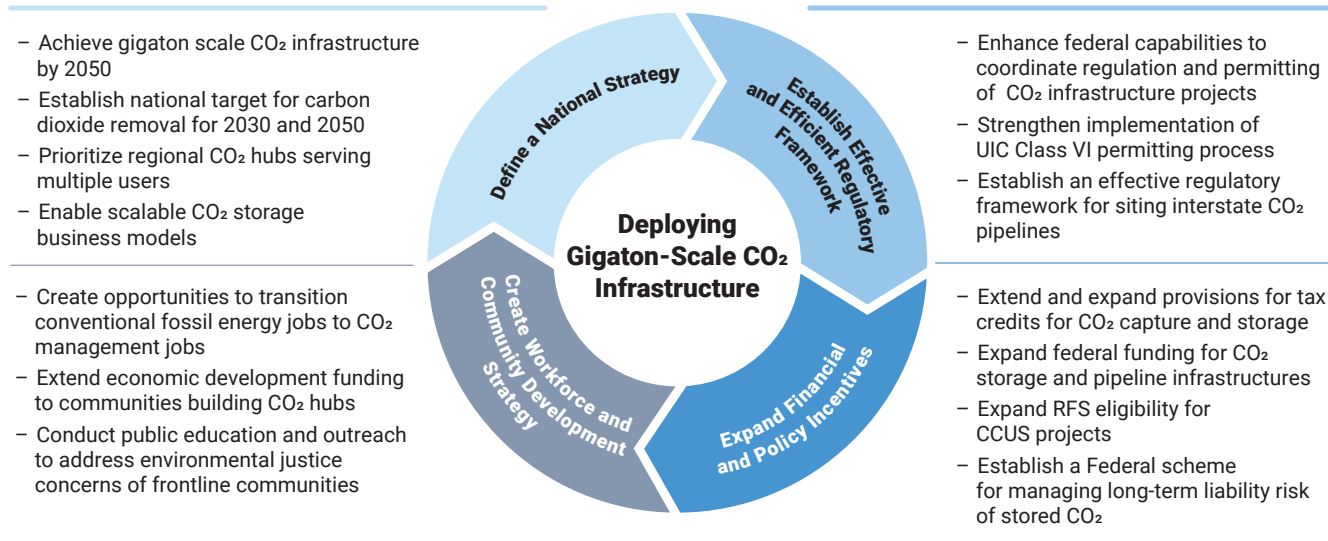 – Achieve gigaton scale CO₂ infrastructure
by 2050
– Establish national target for carbon
dioxide removal for 2030 and 2050
– Prioritize regional CO₂ hubs serving
multiple users
– Enable scalable CO₂ storage
business models
Define a National Strategy
Establish Effective
and Efficient Regulatory
Framework
– Enhance federal capabilities to
coordinate regulation and permitting
of CO₂ infrastructure projects
– Strengthen implementation of
UIC Class VI permitting process
– Establish an effective regulatory
framework for siting interstate CO₂
pipelines
Deploying
Gigaton-Scale CO₂
Infrastructure
– Create opportunities to transition
conventional fossil energy jobs to CO₂
management jobs
– Extend economic development funding
to communities building CO₂ hubs
– Conduct public education and outreach
to address environmental justice
concerns of frontline communities
Create Workforce and
Community Development
Strategy
Expand Financial
and Policy Incentives
– Extend and expand provisions for tax
credits for CO₂ capture and storage
– Expand federal funding for CO₂
storage and pipeline infrastructures
– Expand RFS eligibility for
CCUS projects
– Establish a Federal scheme
for managing long-term liability risk
of stored CO₂